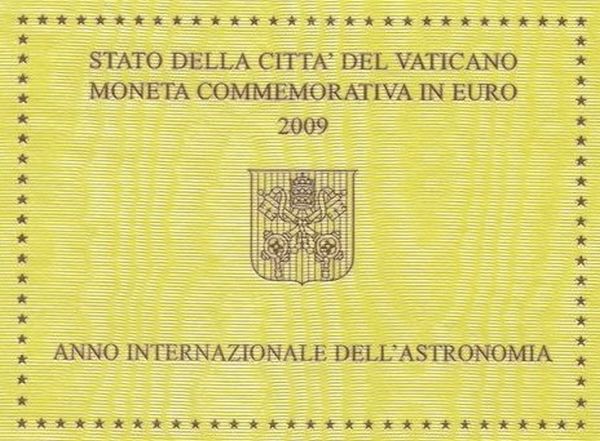 STATO DELLA CITTA' DEL VATICANO
MONETA COMMEMORATIVA IN EURO
2009
ANNO INTERNAZIONALE DELL'ASTRONOMIA